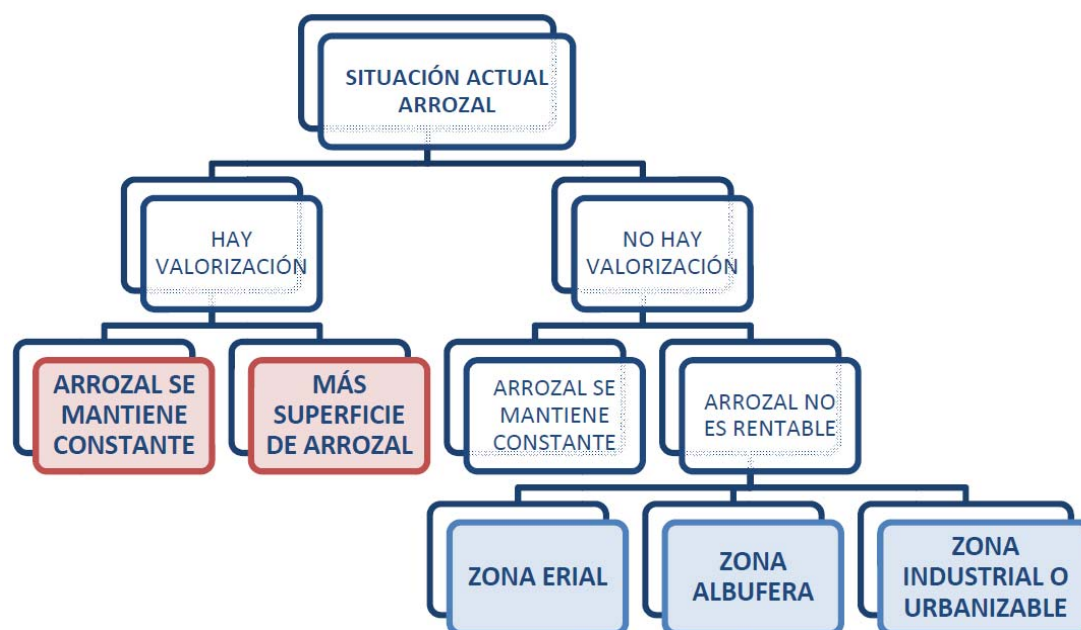 SITUACIÓN ACTUAL
ARROZAL
HAY
VALORIZACIÓN
NO HAY
VALORIZACIÓN
ARROZAL SE
MANTIENE
CONSTANTE
MÁS
SUPERFICIE
DE ARROZAL
ARROZAL SE
MANTIENE
CONSTANTE
ARROZAL NO
ES RENTABLE
ZONA ERIAL
ZONA
ALBUFERA
ZONA
INDUSTRIAL O
URBANIZABLE